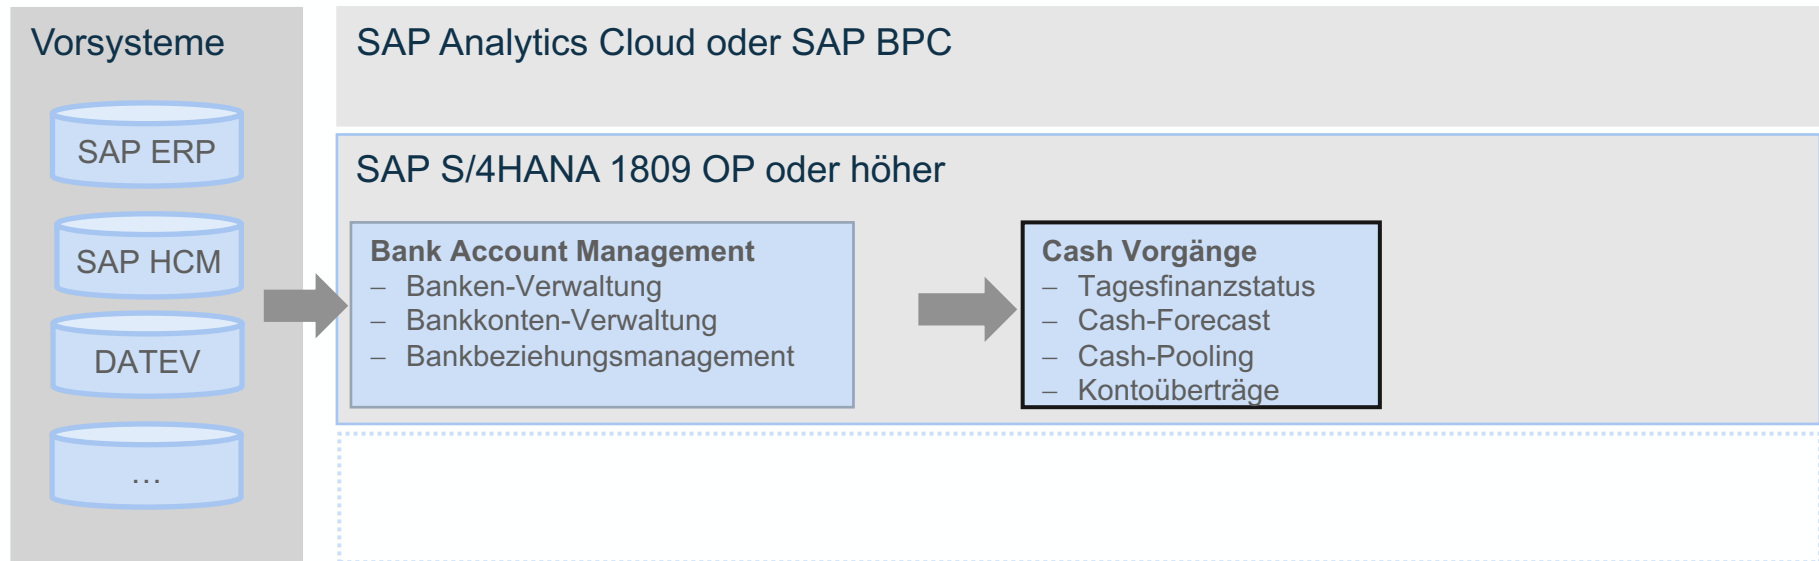 Vorsysteme
SAP ERP
SAP HCM
DATEV
…
SAP Analytics Cloud oder SAP BPC
SAP S/4HANA 1809 OP oder höher
Bank Account Management
– Banken-Verwaltung
– Bankkonten-Verwaltung
– Bankbeziehungsmanagement
Cash Vorgänge
– Tagesfinanzstatus
– Cash-Forecast
– Cash-Pooling
– Kontoüberträge